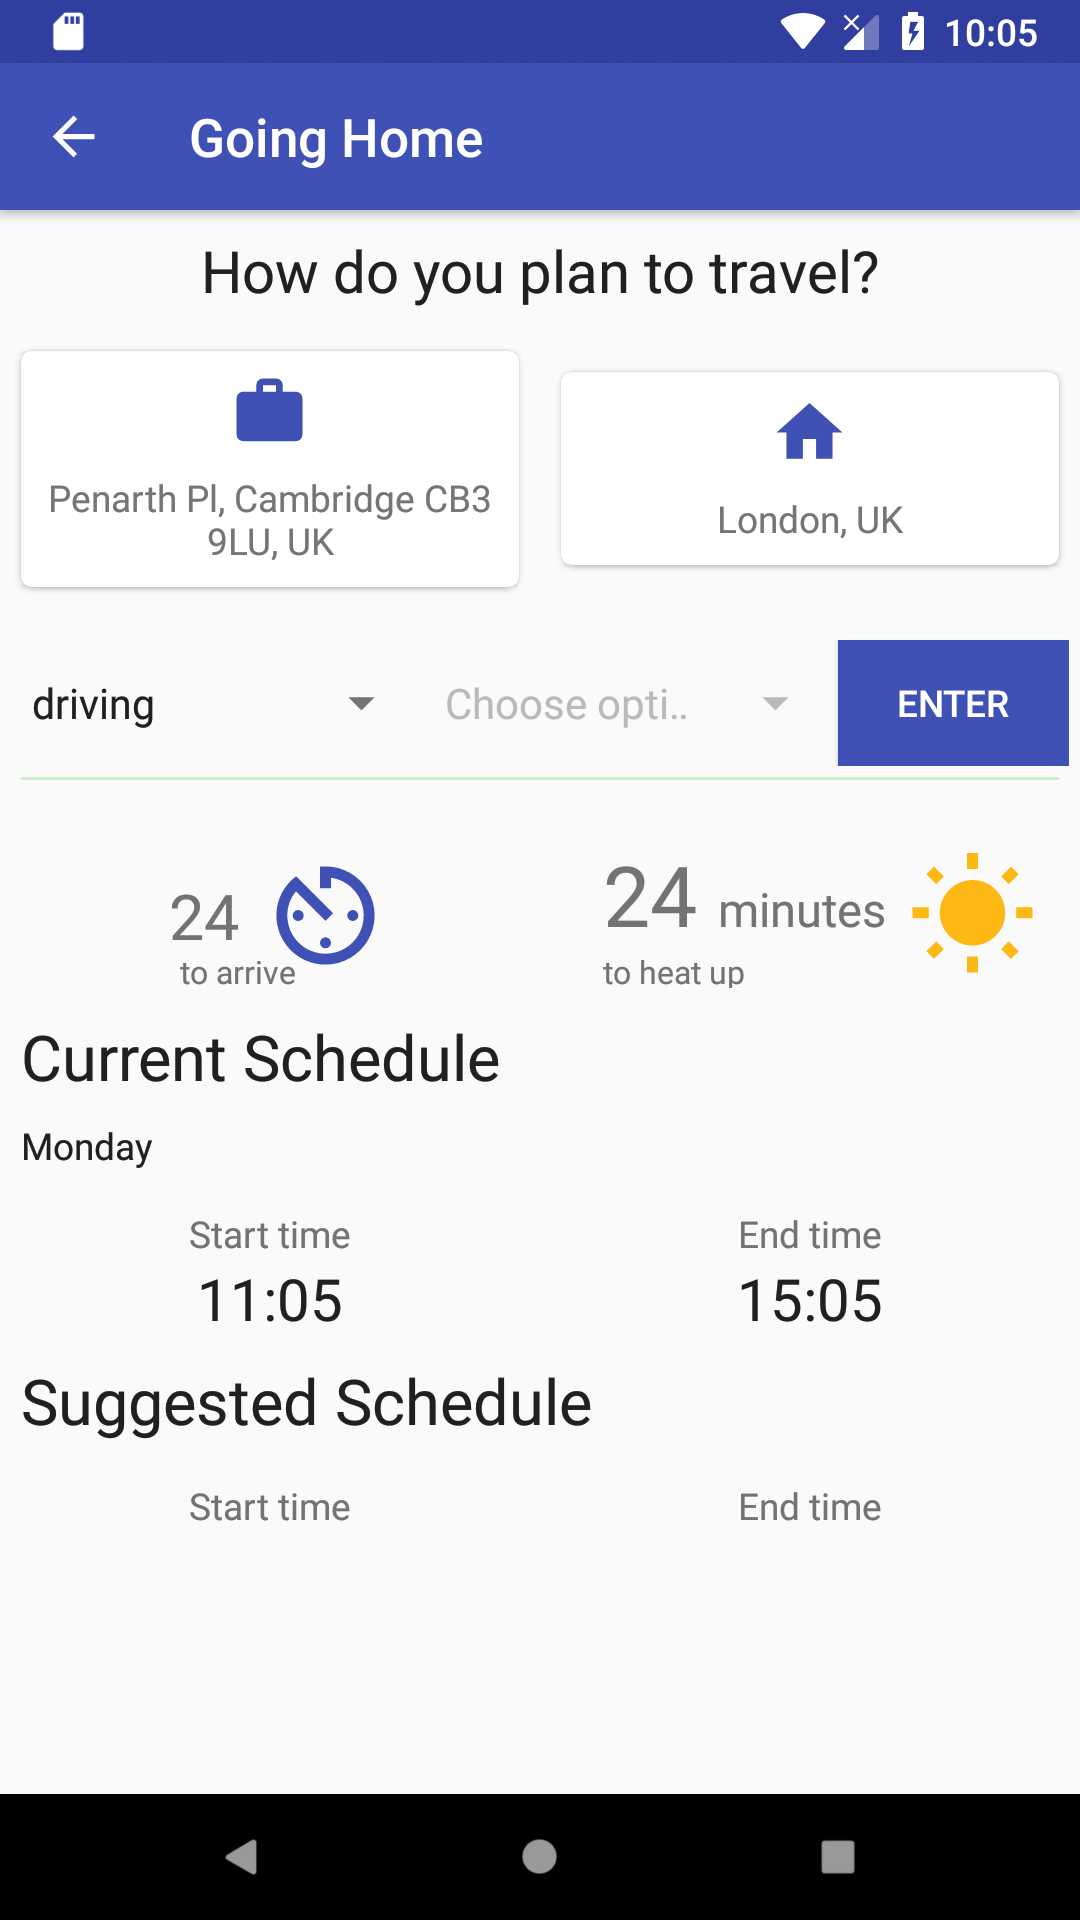 10:05
Going Home
How do you plan to travel?
Penarth Pl, Cambridge CB3
9LU, UK
London, UK
driving
Choose opti..
ENTER
24
to arrive
24 minutes
to heat up
Current Schedule
Monday
Start time
End time
11:05
15:05
Suggested Schedule
Start time
End time